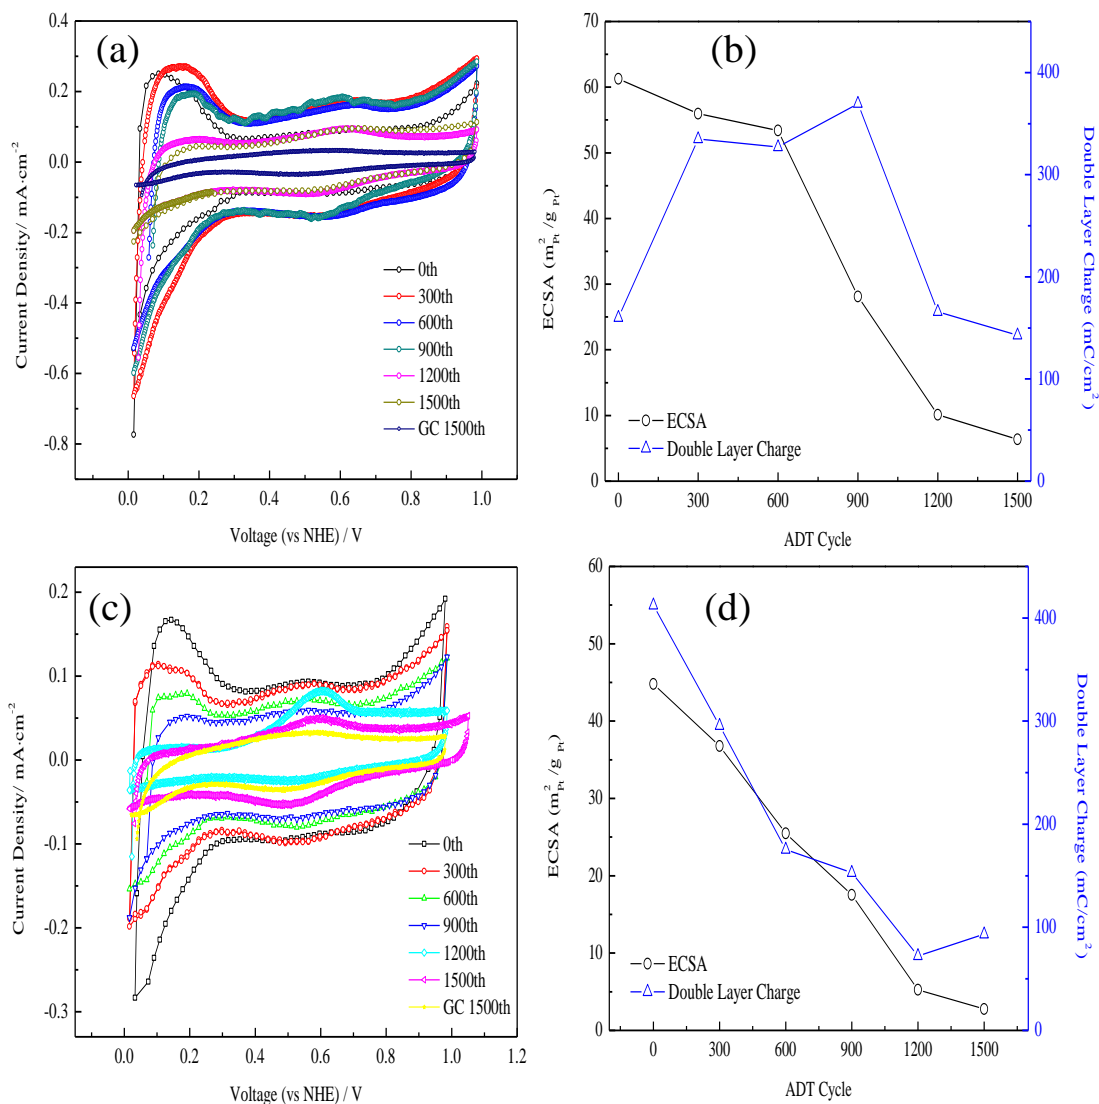 (a)
Current Density/ mA·cm-2
0.4
0.2
0.0
-0.2
-0.4
-0.6
-0.8
0th
300th
600th
900th
1200th
1500th
GC 1500th
0.0 0.2 0.4 0.6 0.8 1.0
Voltage (vs NHE) / V
(b)
ECSA (m²Pt /g Pt)
70
60
50
40
30
20
10
0
400
300
200
100
0
Double Layer Charge (mC/cm²)
ECSA
Double Layer Charge
0 300 600 900 1200 1500
ADT Cycle
(c)
Current Density/ mA.cm-2
0.2
0.1
0.0
-0.1
-0.2
-0.3
0th
300th
600th
900th
1200th
1500th
GC 1500th
0.0 0.2 0.4 0.6 0.8 1.0 1.2
Voltage (vs NHE) / V
(d)
ECSA (m²Pt /g Pt)
60
50
40
30
20
10
0
400
300
200
100
0
Double Layer Charge (mC/cm²)
ECSA
Double Layer Charge
0 300 600 900 1200 1500
ADT Cycle